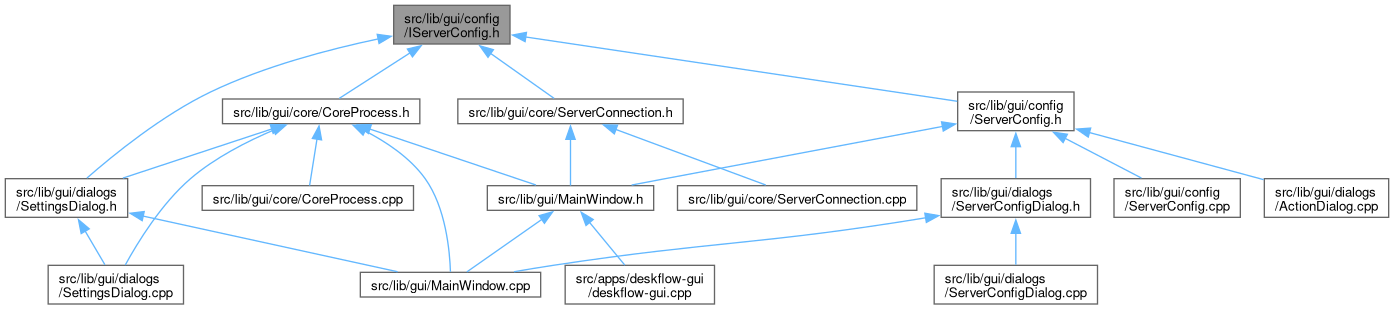 src/lib/gui/config
/IServerConfig.h
src/lib/gui/core/CoreProcess.h
src/lib/gui/core/ServerConnection.h
src/lib/gui/config
/ServerConfig.h
src/lib/gui/dialogs
/SettingsDialog.h
src/lib/gui/core/CoreProcess.cpp
src/lib/gui/MainWindow.h
src/lib/gui/core/ServerConnection.cpp
src/lib/gui/dialogs
/ServerConfigDialog.h
src/lib/gui/config
/ServerConfig.cpp
src/lib/gui/dialogs
/ActionDialog.cpp
src/lib/gui/dialogs
/SettingsDialog.cpp
src/lib/gui/MainWindow.cpp
src/apps/deskflow-gui
/deskflow-gui.cpp
src/lib/gui/dialogs
/ServerConfigDialog.cpp